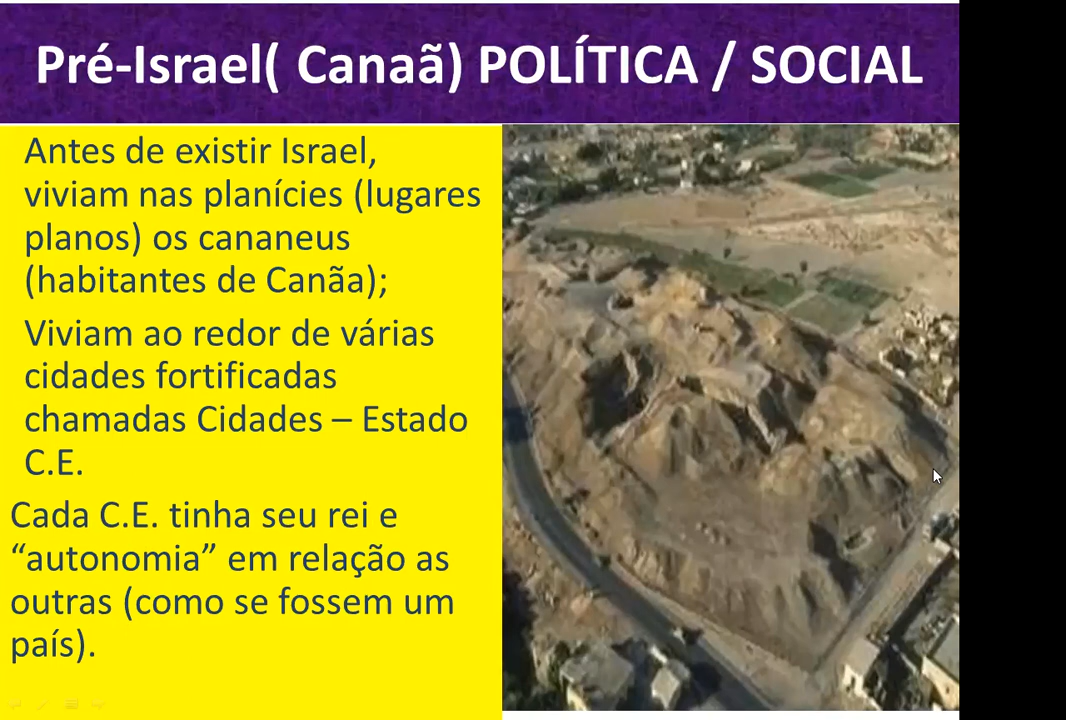 Pré-Israel( Canaã) POLÍTICA / SOCIAL
Antes de existir Israel,
viviam nas planícies (lugares
planos) os cananeus
(habitantes de Canãa);
Viviam ao redor de várias
cidades fortificadas
chamadas Cidades – Estado
C.E.
Cada C.E. tinha seu rei e
“autonomia” em relação as
outras (como se fossem um
país).